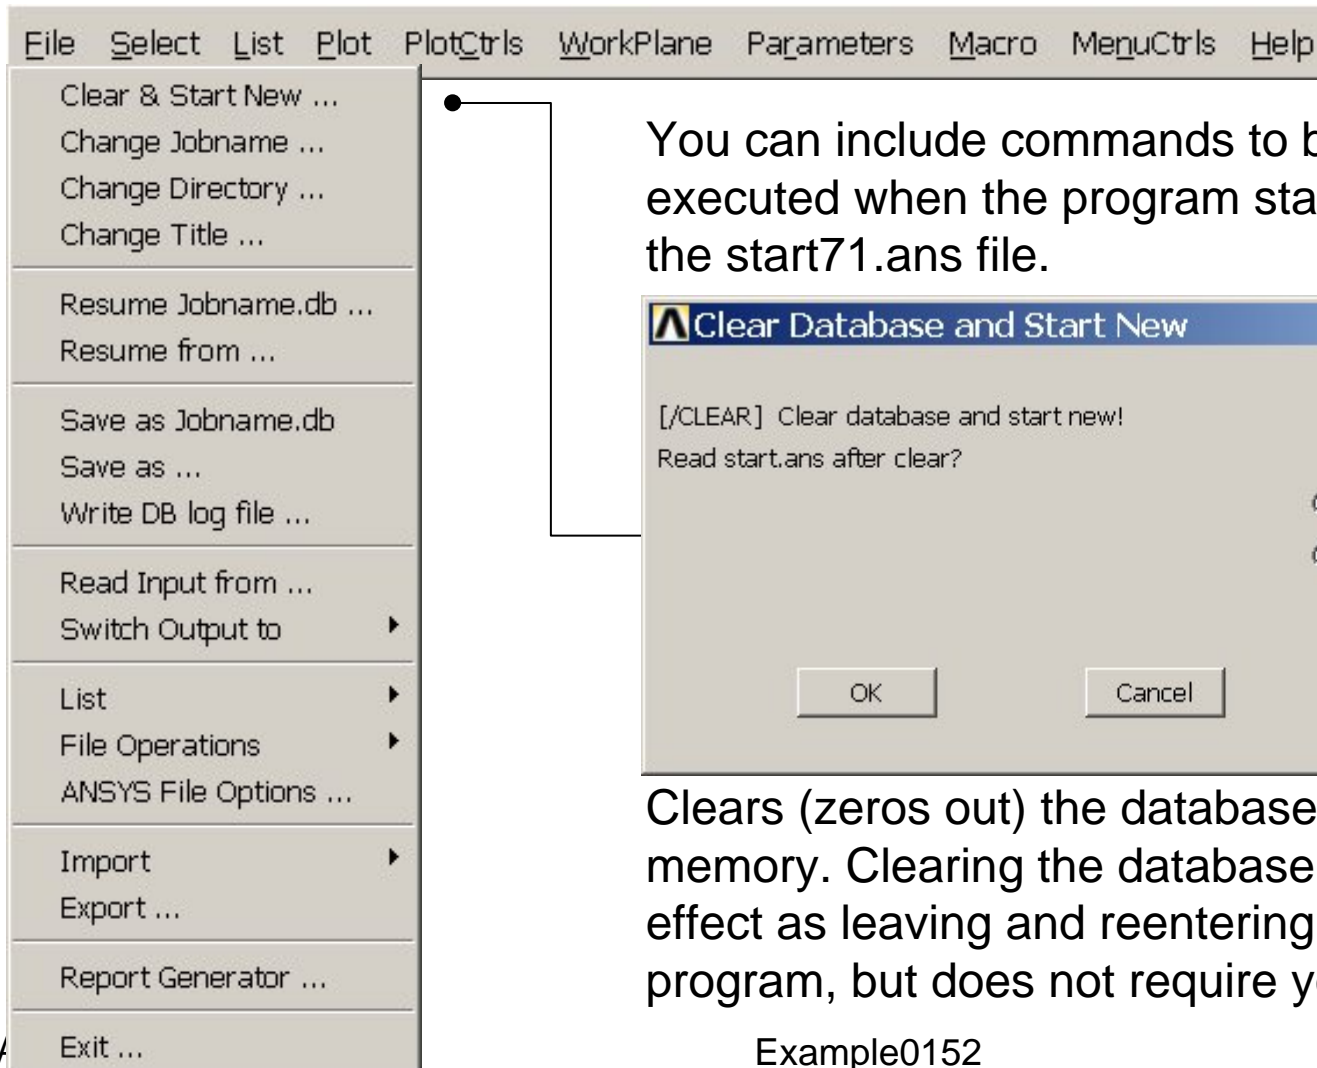 File Select List Plot PlotCtrls WorkPlane Parameters Macro MenuCtrls Help
Clear & Start New ...
Change Jobname ...
Change Directory ...
Change Title ...
Resume Jobname.db ...
Resume from ...
Save as Jobname.db
Save as ...
Write DB log file ...
Read Input from ...
Switch Output to
List
File Operations
ANSYS File Options ...
Import
Export ...
Report Generator ...
Exit ...
You can include commands to
executed when the program
the start71.ans file.
Clear Database and Start New
[/CLEAR] Clear database and start new!
Read start.ans after clear?
OK Cancel
Clears (zeros out) the database
memory. Clearing the database
effect as leaving and reentering
program, but does not require
Example0152